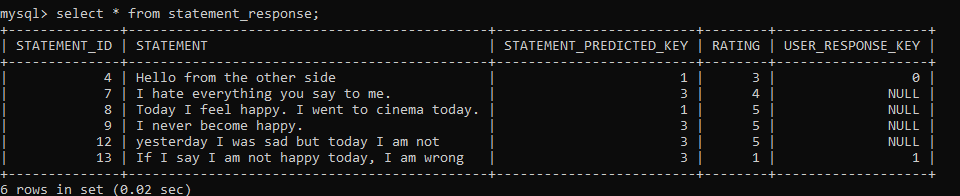 mysql> select * from statement_response;
| STATEMENT_ID | STATEMENT | STATEMENT_PREDICTED_KEY | RATING | USER_RESPONSE_KEY |
| 4 | Hello from the other side | 1 | 3 | 0 |
| 7 | I hate everything you say to me. | 3 | 4 | NULL |
| 8 | Today I feel happy. I went to cinema today. | 1 | 5 | NULL |
| 9 | I never become happy. | 3 | 5 | NULL |
| 12 | yesterday I was sad but today I am not | 3 | 5 | NULL |
| 13 | If I say I am not happy today, I am wrong | 3 | 1 | 1 |
6 rows in set (0.02 sec)